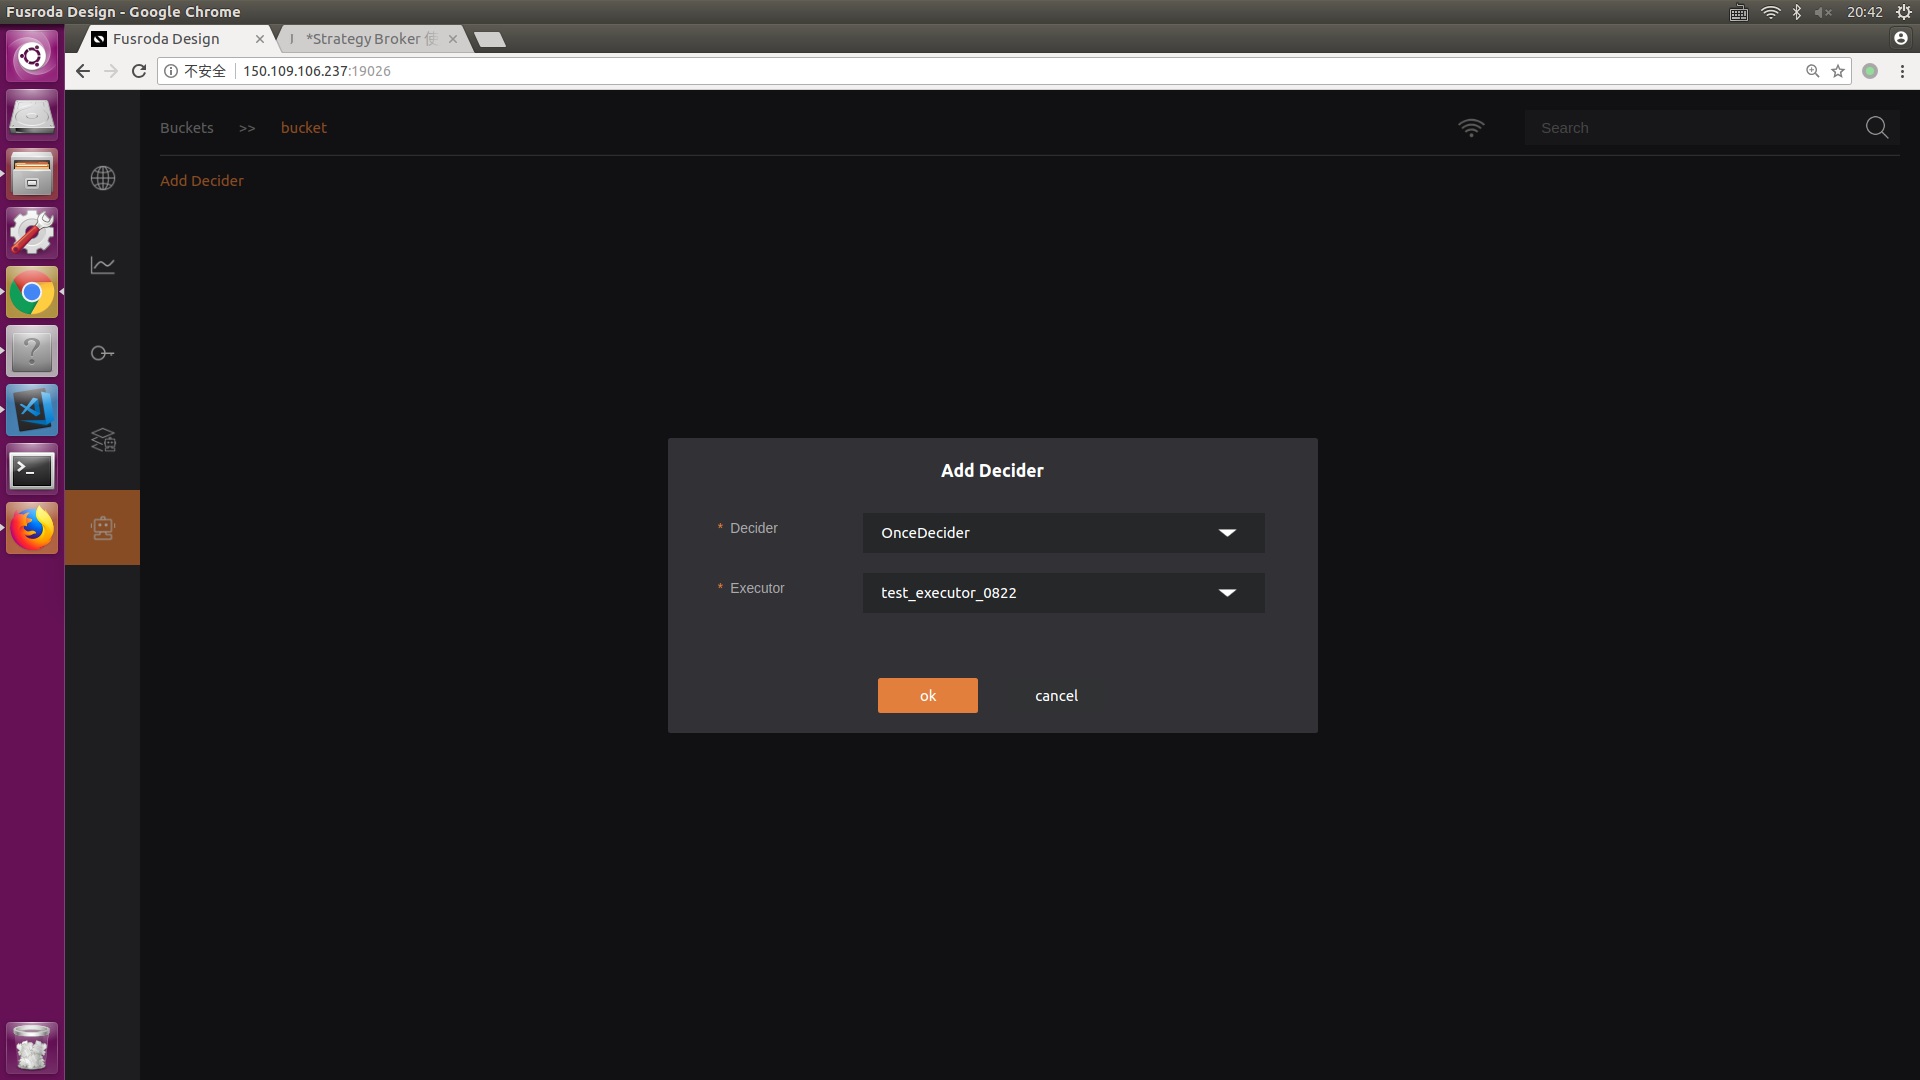 Fusroda Design - Google Chrome
20:42
Fusroda Design
*Strategy Broker 使
不安全
150.109.106.237:19026
Buckets >> bucket
Search
Add Decider
Add Decider
* Decider
OnceDecider
* Executor
test_executor_0822
ok
cancel